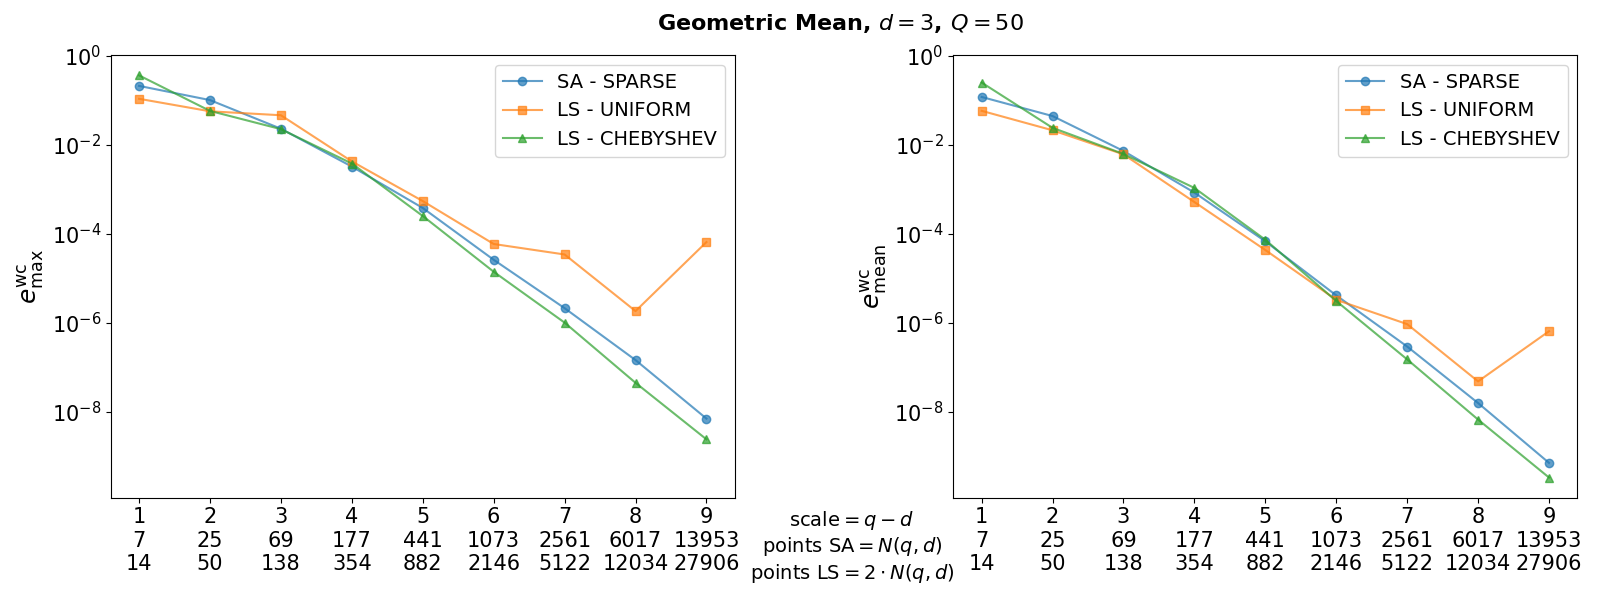 Geometric Mean, d = 3, Q = 50
10^0
10^-2
10^-4
10^-6
10^-8
e^wc_max
SA - SPARSE
LS - UNIFORM
LS - CHEBYSHEV
1 2 3 4 5 6 7 8 9
7 25 69 177 441 1073 2561 6017 13953
14 50 138 354 882 2146 5122 12034 27906
scale = q − d
points SA = N(q, d)
points LS = 2 · N(q, d)
10^0
10^-2
10^-4
10^-6
10^-8
e^wc_mean
SA - SPARSE
LS - UNIFORM
LS - CHEBYSHEV
1 2 3 4 5 6 7 8 9
7 25 69 177 441 1073 2561 6017 13953
14 50 138 354 882 2146 5122 12034 27906